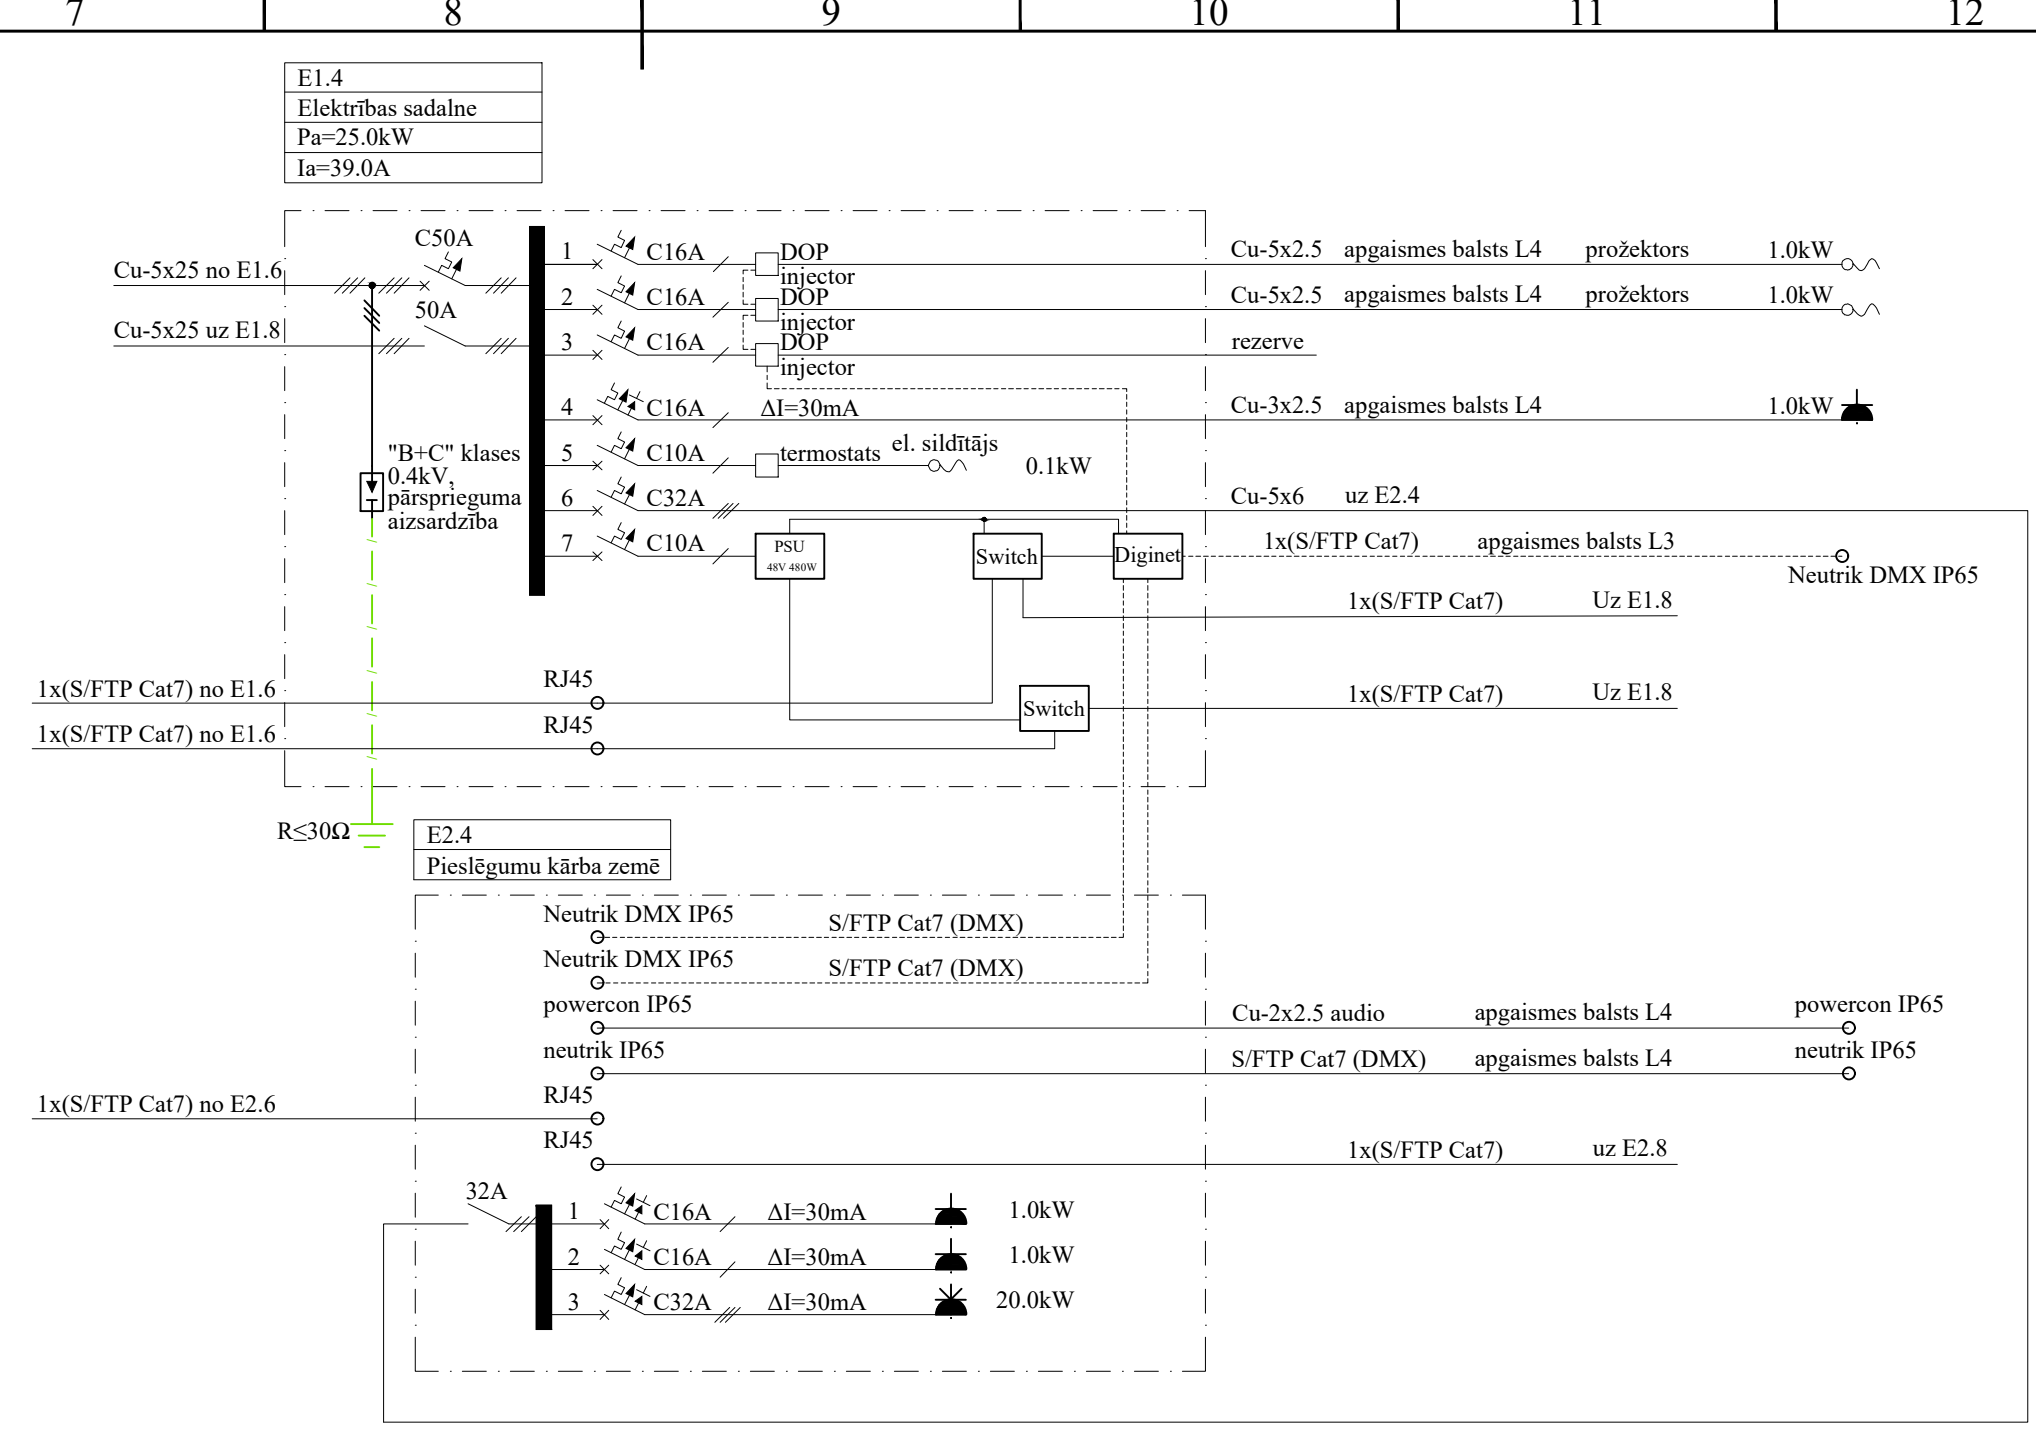 7 8 9 10 11 12
E1.4
Elektrības sadalne
Pa=25.0kW
Ia=39.0A
Cu-5x25 no E1.6
C50A
Cu-5x25 uz E1.8
50A
"B+C" klases
0.4kV,
pārsprieguma
aizsardzība
R≤30Ω
1 C16A DOP injector Cu-5x2.5 apgaismes balsts L4 prožektors 1.0kW
2 C16A DOP injector Cu-5x2.5 apgaismes balsts L4 prožektors 1.0kW
3 C16A DOP injector rezerve
4 C16A ΔI=30mA Cu-3x2.5 apgaismes balsts L4 1.0kW
5 C10A termostats el. sildītājs 0.1kW
6 C32A Cu-5x6 uz E2.4
7 C10A PSU 48V 480W Switch Diginet 1x(S/FTP Cat7) apgaismes balsts L3
Neutrik DMX IP65
1x(S/FTP Cat7) Uz E1.8
1x(S/FTP Cat7) no E1.6 RJ45
Switch 1x(S/FTP Cat7) Uz E1.8
1x(S/FTP Cat7) no E1.6 RJ45
E2.4
Pieslēgumu kārba zemē
Neutrik DMX IP65 S/FTP Cat7 (DMX)
Neutrik DMX IP65 S/FTP Cat7 (DMX)
powercon IP65 Cu-2x2.5 audio apgaismes balsts L4 powercon IP65
neutrik IP65 S/FTP Cat7 (DMX) apgaismes balsts L4 neutrik IP65
1x(S/FTP Cat7) no E2.6 RJ45
RJ45 1x(S/FTP Cat7) uz E2.8
32A
1 C16A ΔI=30mA 1.0kW
2 C16A ΔI=30mA 1.0kW
3 C32A ΔI=30mA 20.0kW